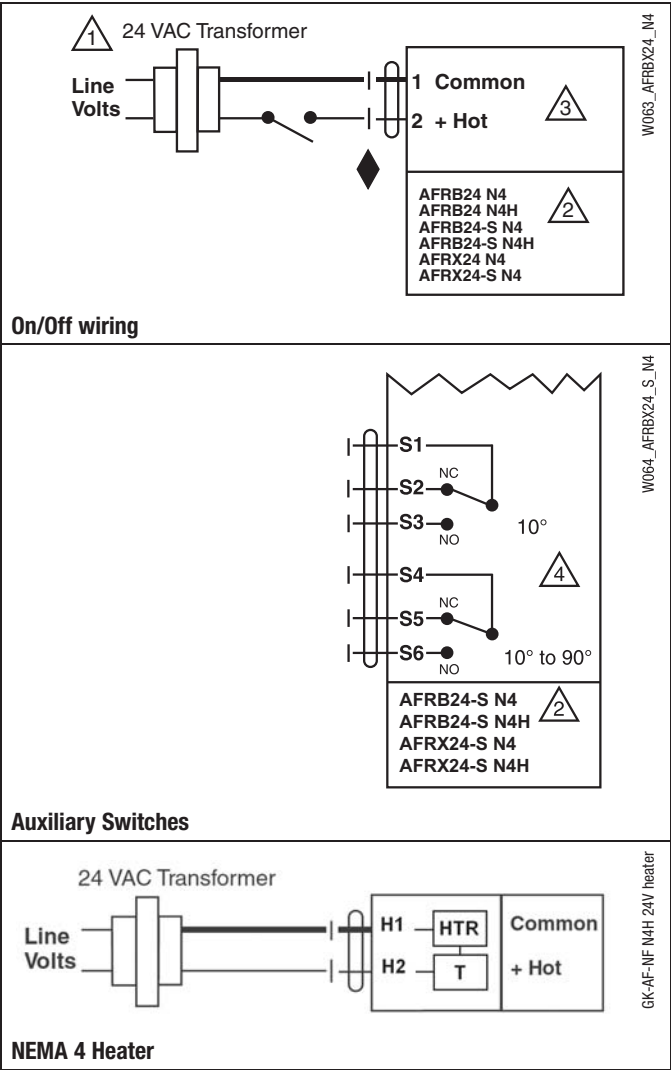 1 24 VAC Transformer
Line
Volts
1 Common
2 + Hot
3
W063_AFRBX24_N4
AFRB24 N4
AFRB24 N4H
AFRB24-S N4
AFRB24-S N4H
AFRX24 N4
AFRX24-S N4
2
On/Off wiring
W064_AFRBX24_S_N4
S1
S2
NC
S3
NO
10°
S4
4
S5
NC
S6
NO
10° to 90°
AFRB24-S N4
AFRB24-S N4H
AFRX24-S N4
AFRX24-S N4H
2
Auxiliary Switches
24 VAC Transformer
Line
Volts
H1
HTR
Common
H2
T
+ Hot
GK-AF-NF N4H 24V heater
NEMA 4 Heater